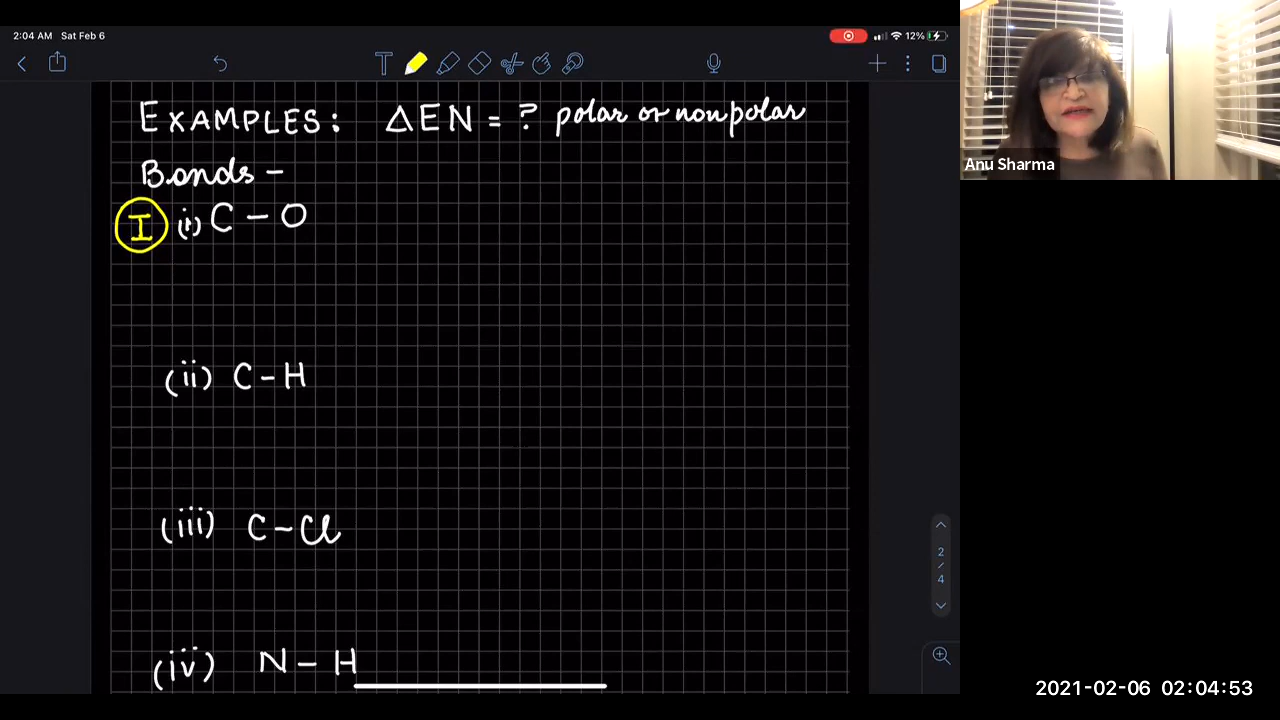 2:04 AM Sat Feb 6
12%
EXAMPLES: ΔEN = ? polar or nonpolar
Bonds -
I (i) C - O
(ii) C - H
(iii) C - Cl
(iv) N - H
2
/
4
T
Anu Sharma
2021-02-06 02:04:53